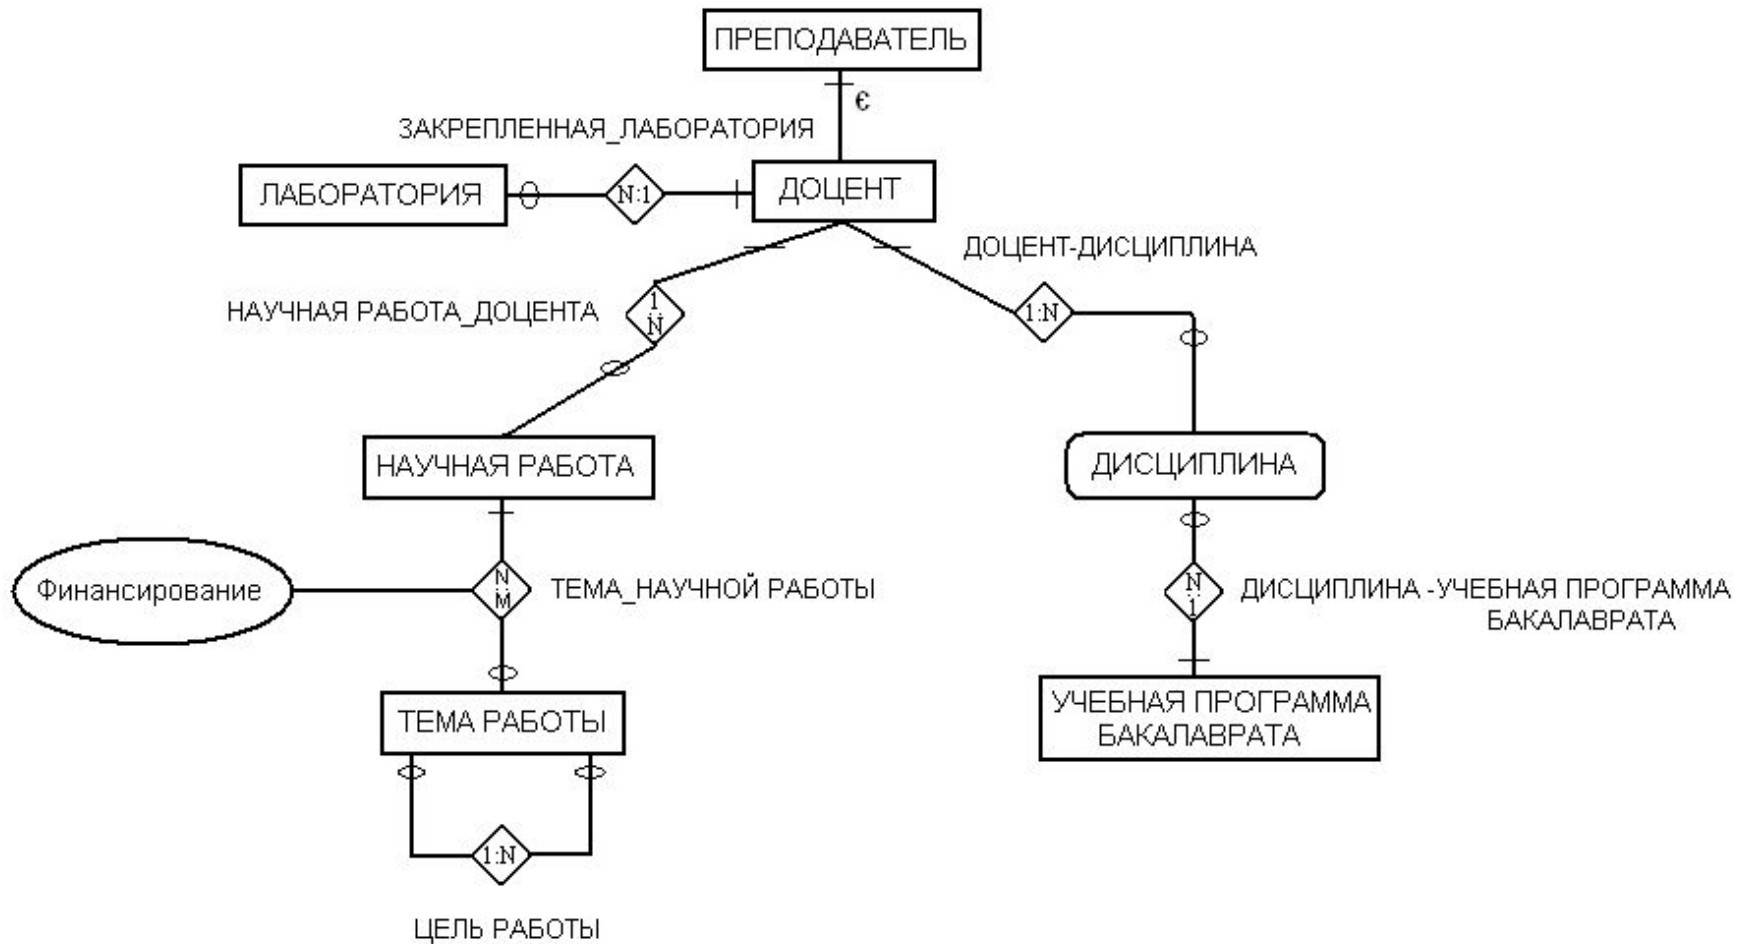 ПРЕПОДАВАТЕЛЬ
€
ЗАКРЕПЛЕННАЯ_ЛАБОРАТОРИЯ
ЛАБОРАТОРИЯ
N:1
ДОЦЕНТ
ДОЦЕНТ-ДИСЦИПЛИНА
НАУЧНАЯ РАБОТА_ДОЦЕНТА
1:N
1:N
НАУЧНАЯ РАБОТА
ДИСЦИПЛИНА
Финансирование
N:M
ТЕМА_НАУЧНОЙ РАБОТЫ
N:1
ДИСЦИПЛИНА -УЧЕБНАЯ ПРОГРАММА
БАКАЛАВРАТА
ТЕМА РАБОТЫ
УЧЕБНАЯ ПРОГРАММА
БАКАЛАВРАТА
1:N
ЦЕЛЬ РАБОТЫ